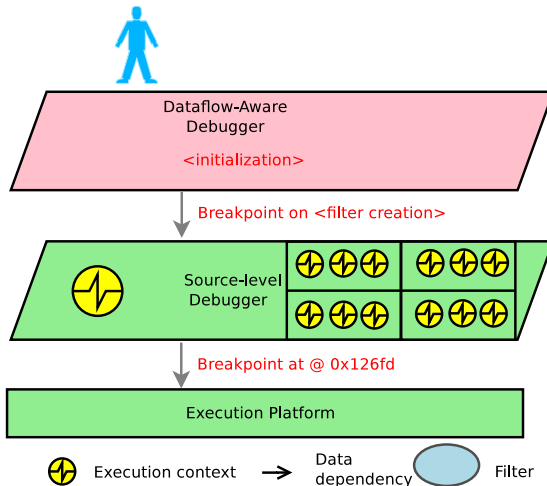 Dataflow-Aware
Debugger
<initialization>
Breakpoint on <filter creation>
Source-level
Debugger
Breakpoint at @ 0x126fd
Execution Platform
Execution context
Data
dependency
Filter